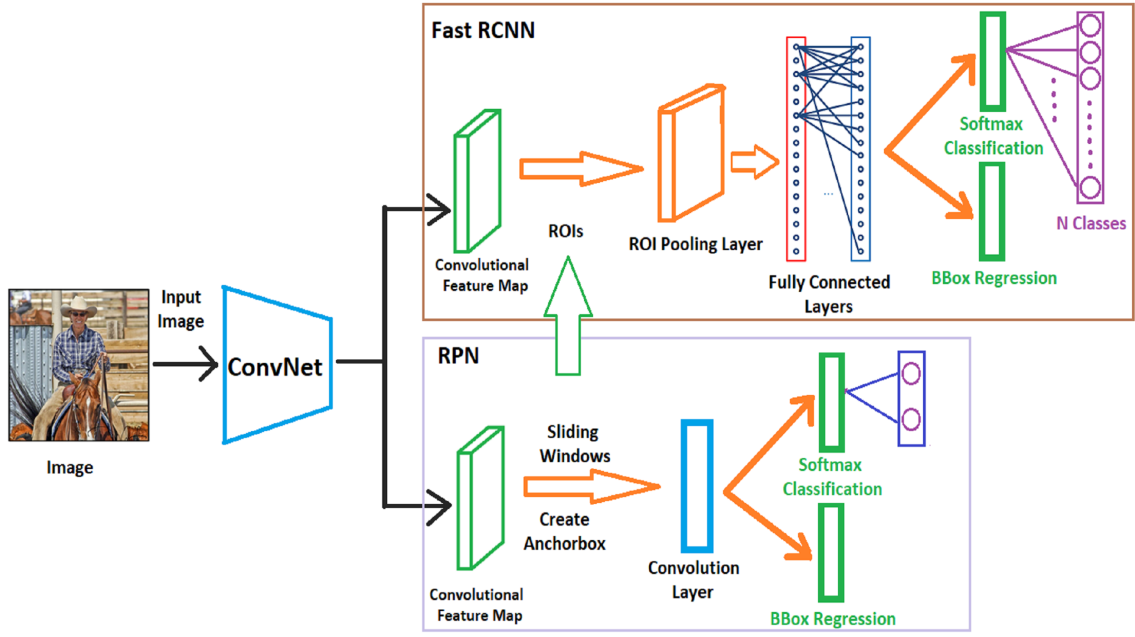 Fast RCNN
Softmax
Classification
N Classes
BBox Regression
ROIs
ROI Pooling Layer
Convolutional
Feature Map
Fully Connected
Layers
...
Input
Image
ConvNet
Image
RPN
Sliding
Windows
Create
Anchorbox
Convolutional
Feature Map
Convolution
Layer
Softmax
Classification
BBox Regression